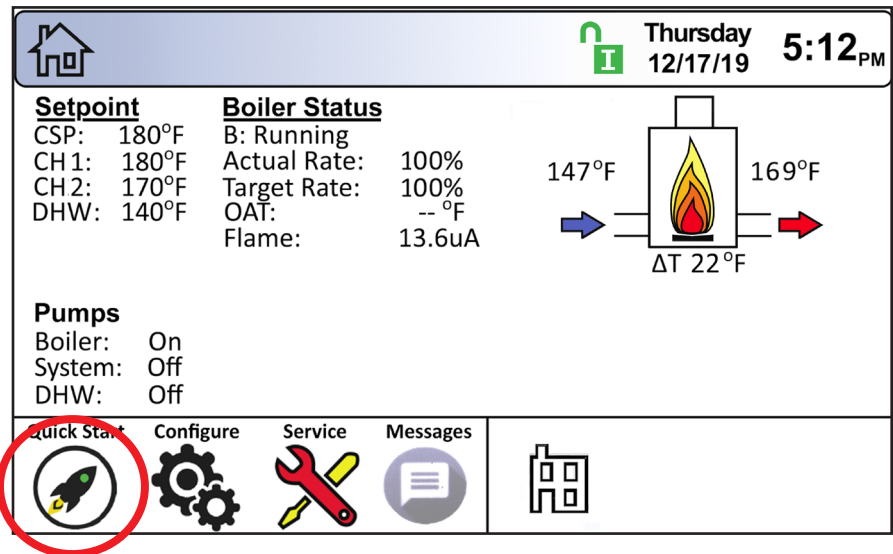 Thursday
12/17/19
5:12PM
Setpoint
CSP: 180°F
CH1: 180°F
CH2: 170°F
DHW: 140°F
Boiler Status
B: Running
Actual Rate: 100%
Target Rate: 100%
OAT: -- °F
Flame: 13.6uA
147°F
169°F
ΔT 22°F
Pumps
Boiler: On
System: Off
DHW: Off
Quick Start
Configure
Service
Messages